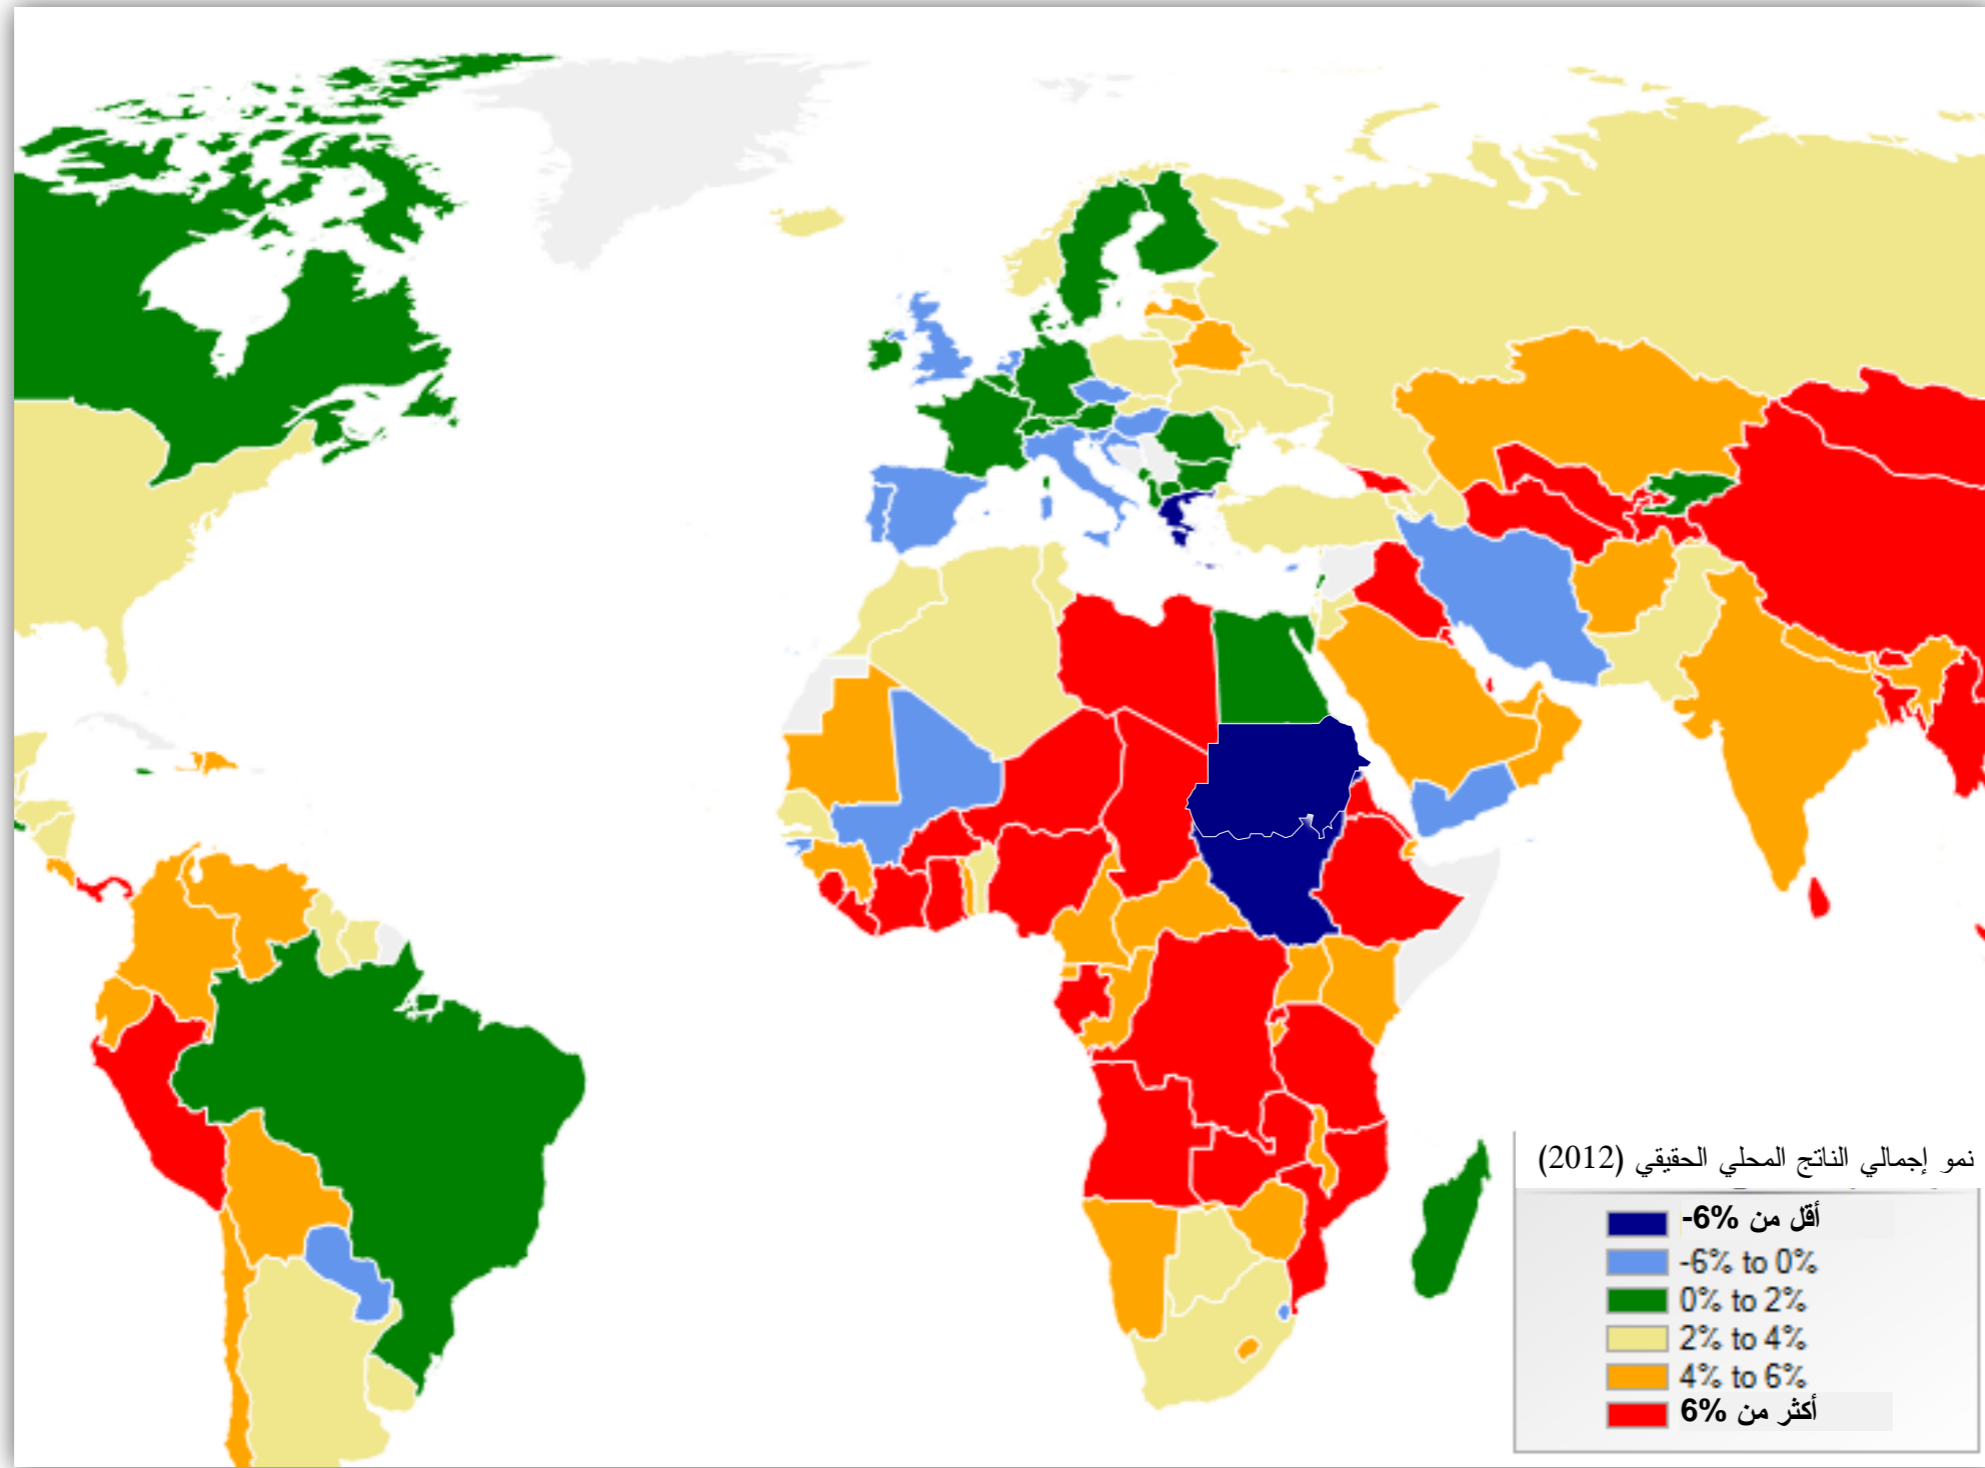 نمو إجمالي الناتج المحلي الحقيقي (2012)
أقل من 6%-
-6% to 0%
0% to 2%
2% to 4%
4% to 6%
أكثر من 6%